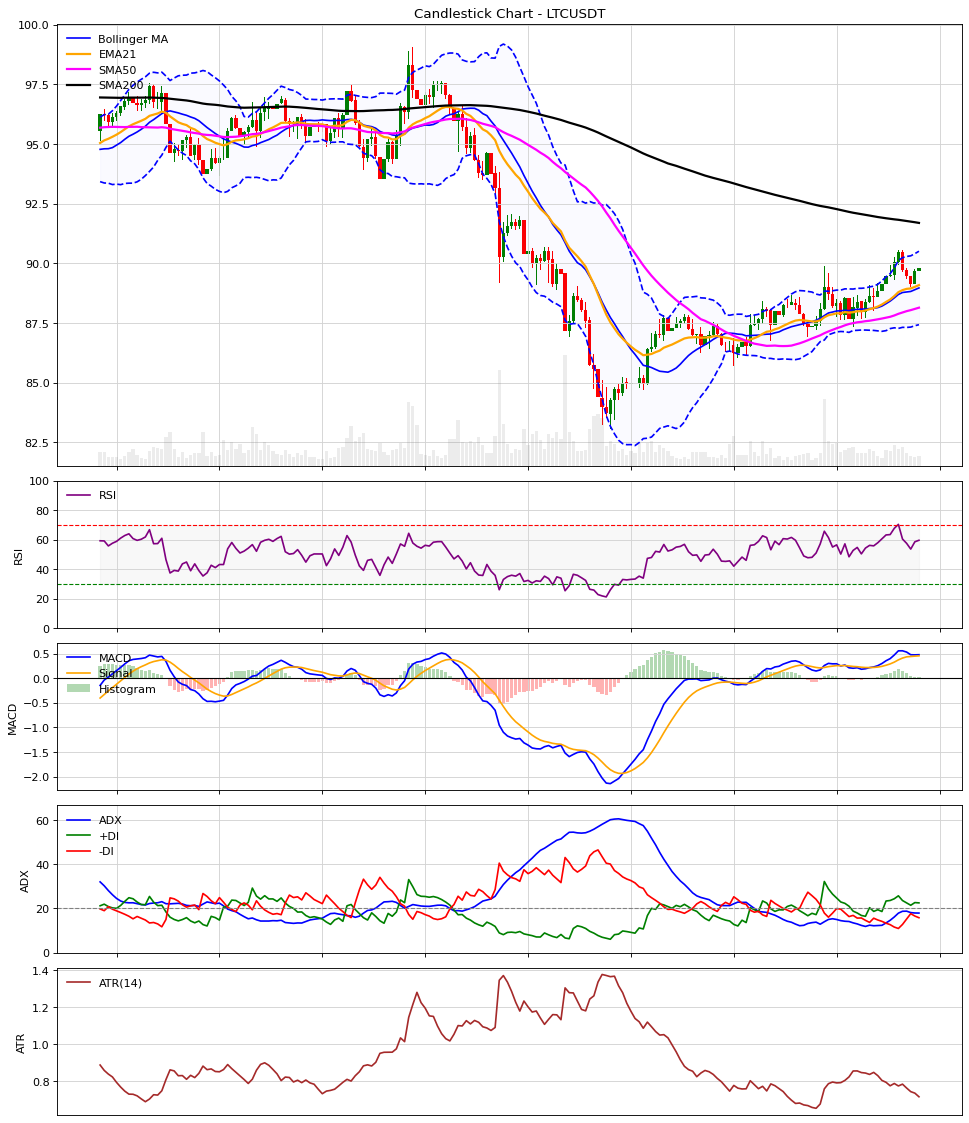 Candlestick Chart - LTCUSDT
100.0
97.5
95.0
92.5
90.0
87.5
85.0
82.5
Bollinger MA
EMA21
SMA50
SMA200
100
80
60
40
20
0
RSI
RSI
0.5
0.0
−0.5
−1.0
−1.5
−2.0
MACD
MACD
Signal
Histogram
60
40
20
0
ADX
ADX
+DI
-DI
1.4
1.2
1.0
0.8
ATR
ATR(14)